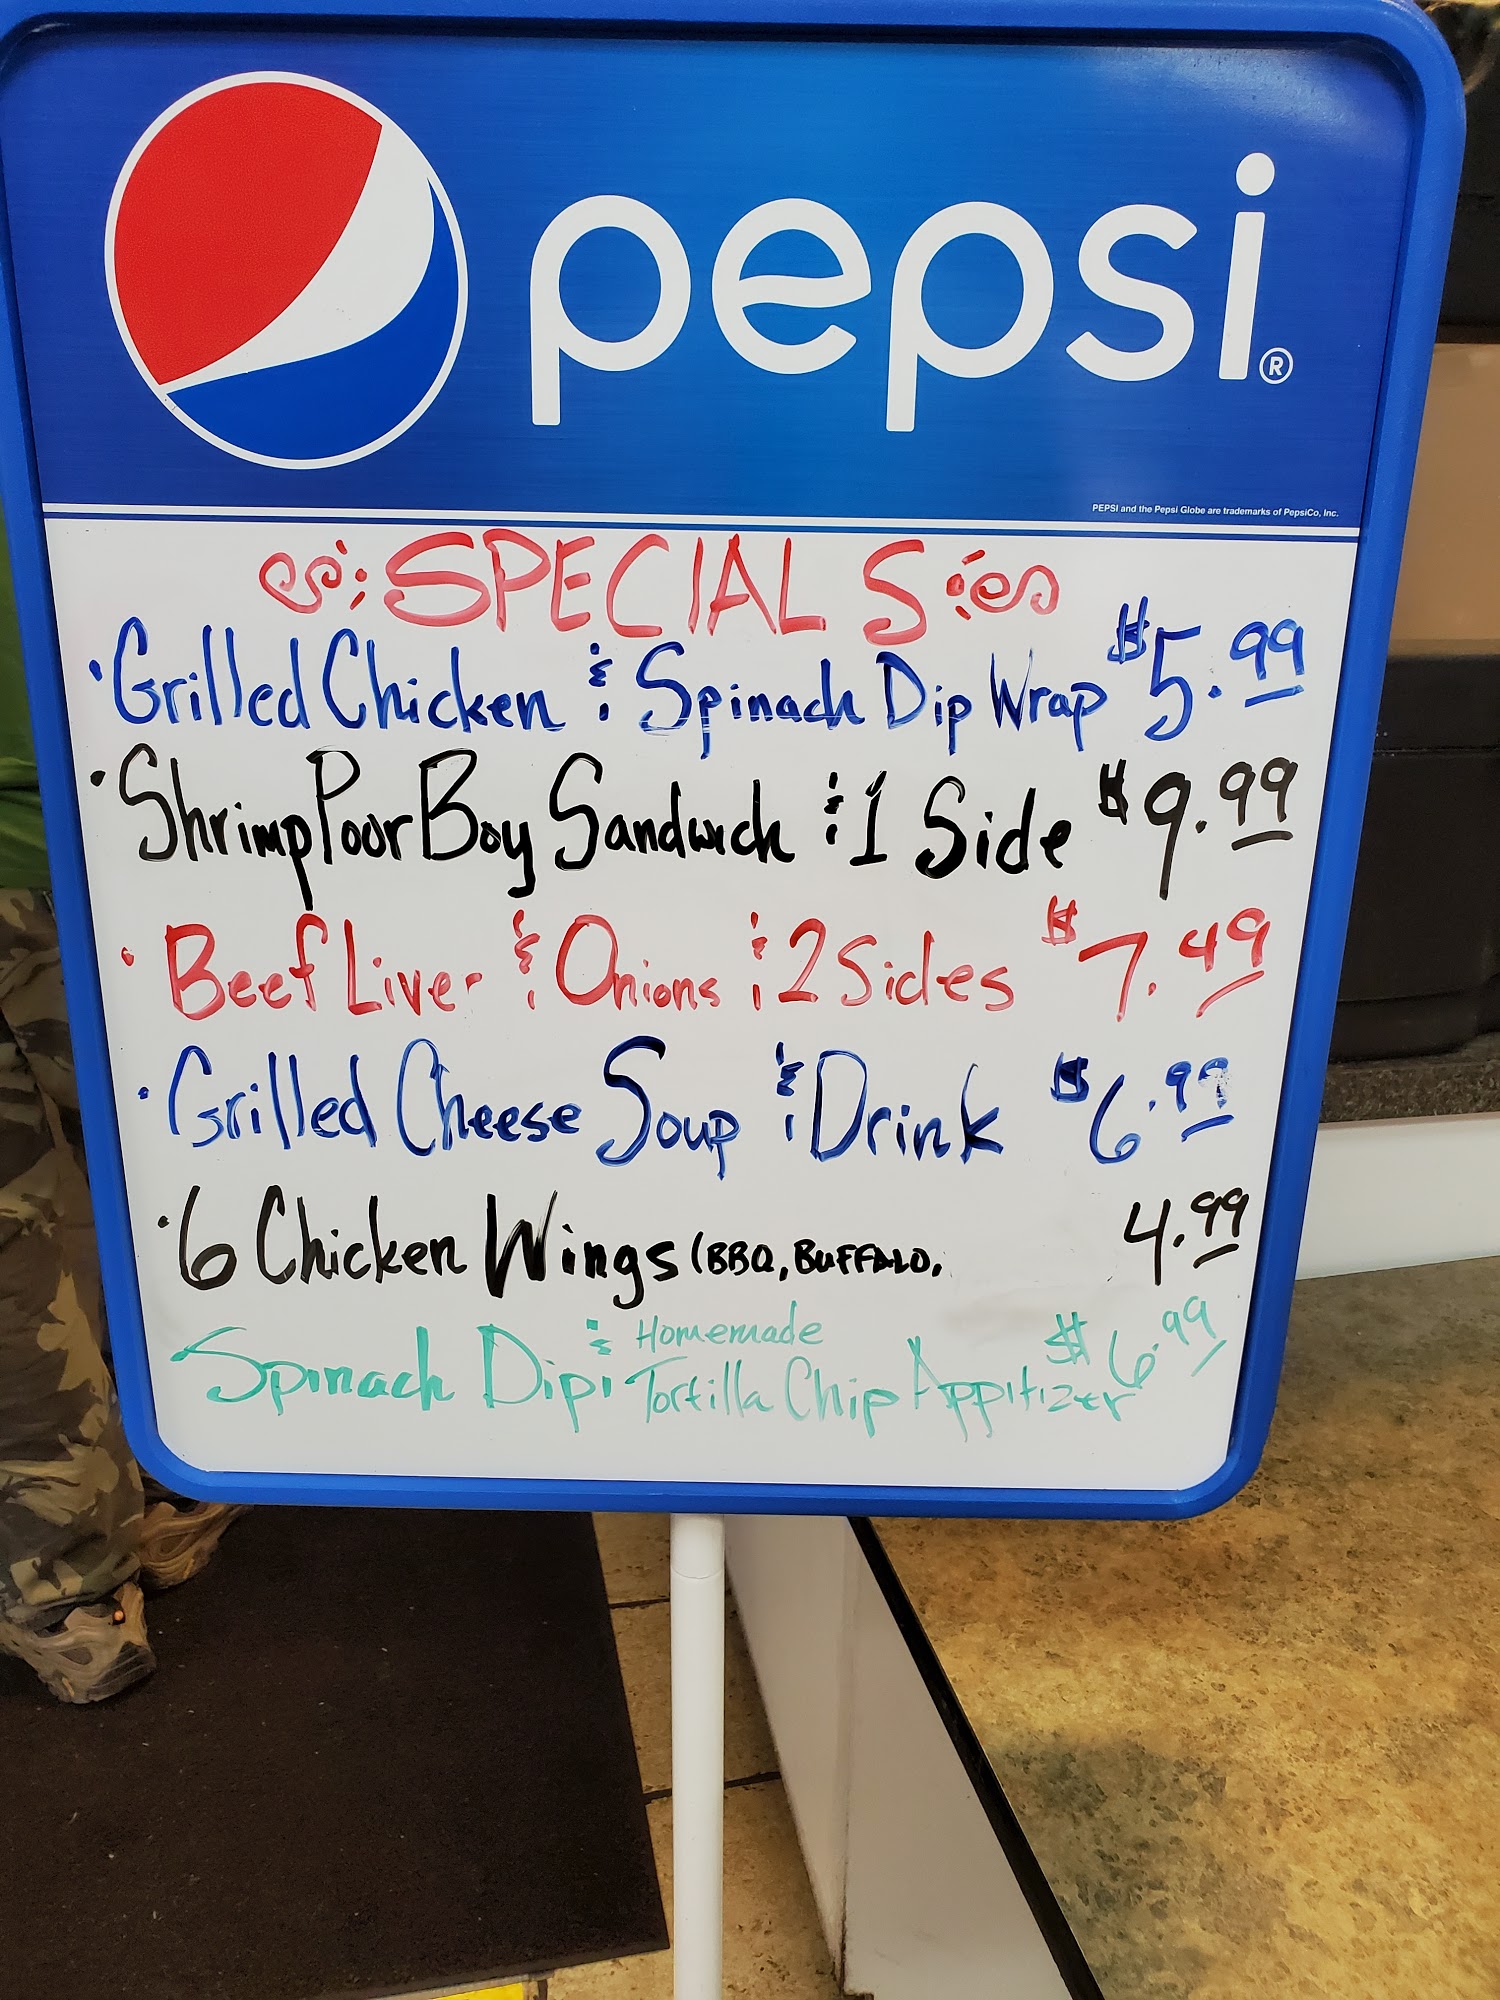 pepsi®
PEPSI and the Pepsi Globe are trademarks of PepsiCo, Inc.
SPECIALS
·Grilled Chicken & Spinach Dip Wrap $5.99
·Shrimp Poor Boy Sandwich & 1 Side $9.99
·Beef Liver & Onions & 2 Sides $7.49
·Grilled Cheese Soup & Drink $6.99
·6 Chicken Wings (BBQ, BUFFALO, 4.99
Spinach Dip & Homemade
Tortilla Chip Appitizer $6.99